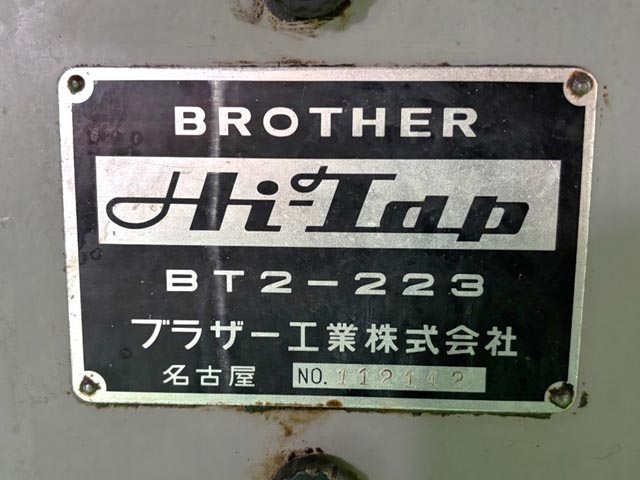 BROTHER
Hi-Tap
BT2-223
ブラザー工業株式会社
名古屋 NO. 112142